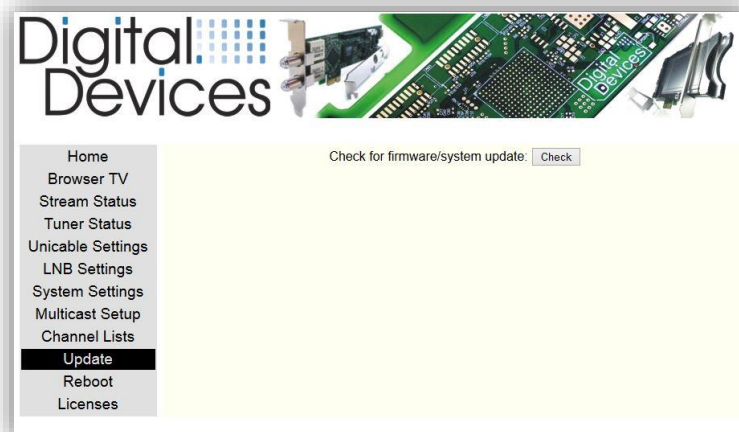 Digital
Devices
Digital
Devices
Home
Browser TV
Stream Status
Tuner Status
Unicable Settings
LNB Settings
System Settings
Multicast Setup
Channel Lists
Update
Reboot
Licenses
Check for firmware/system update: Check